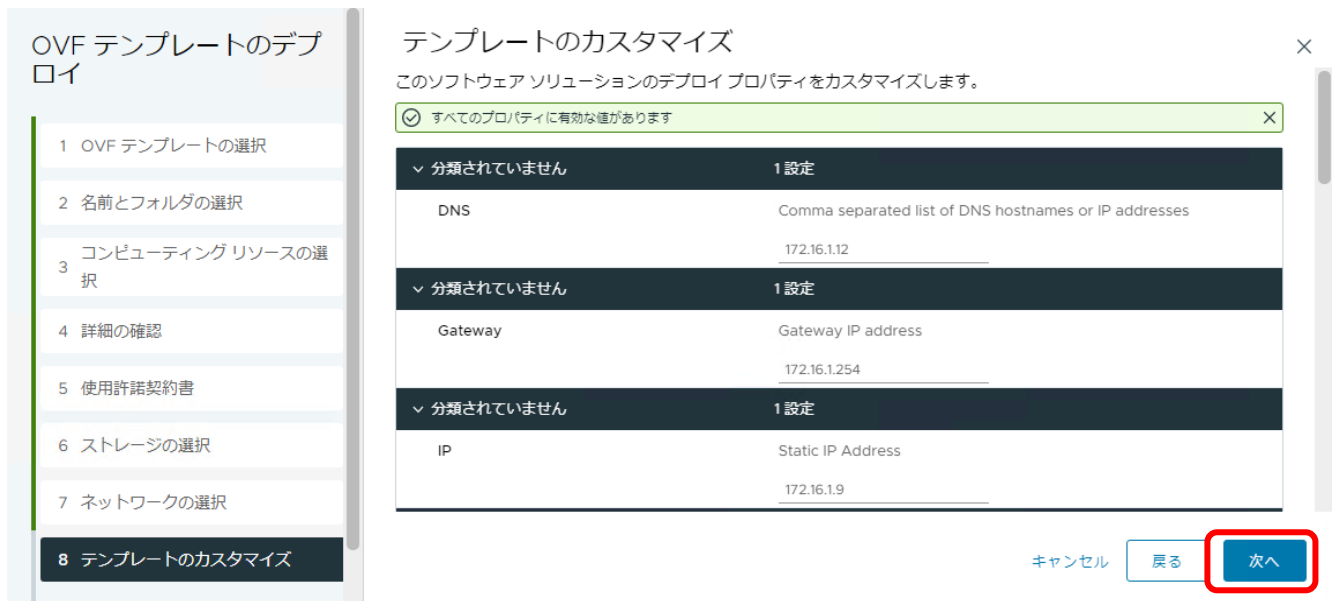 OVF テンプレートのデプ
ロイ
1 OVF テンプレートの選択
2 名前とフォルダの選択
3 コンピューティング リソースの選
択
4 詳細の確認
5 使用許諾契約書
6 ストレージの選択
7 ネットワークの選択
8 テンプレートのカスタマイズ
テンプレートのカスタマイズ
このソフトウェア ソリューションのデプロイ プロパティをカスタマイズします。
すべてのプロパティに有効な値があります
分類されていません 1 設定
DNS Comma separated list of DNS hostnames or IP addresses
172.16.1.12
分類されていません 1 設定
Gateway Gateway IP address
172.16.1.254
分類されていません 1 設定
IP Static IP Address
172.16.1.9
キャンセル 戻る 次へ